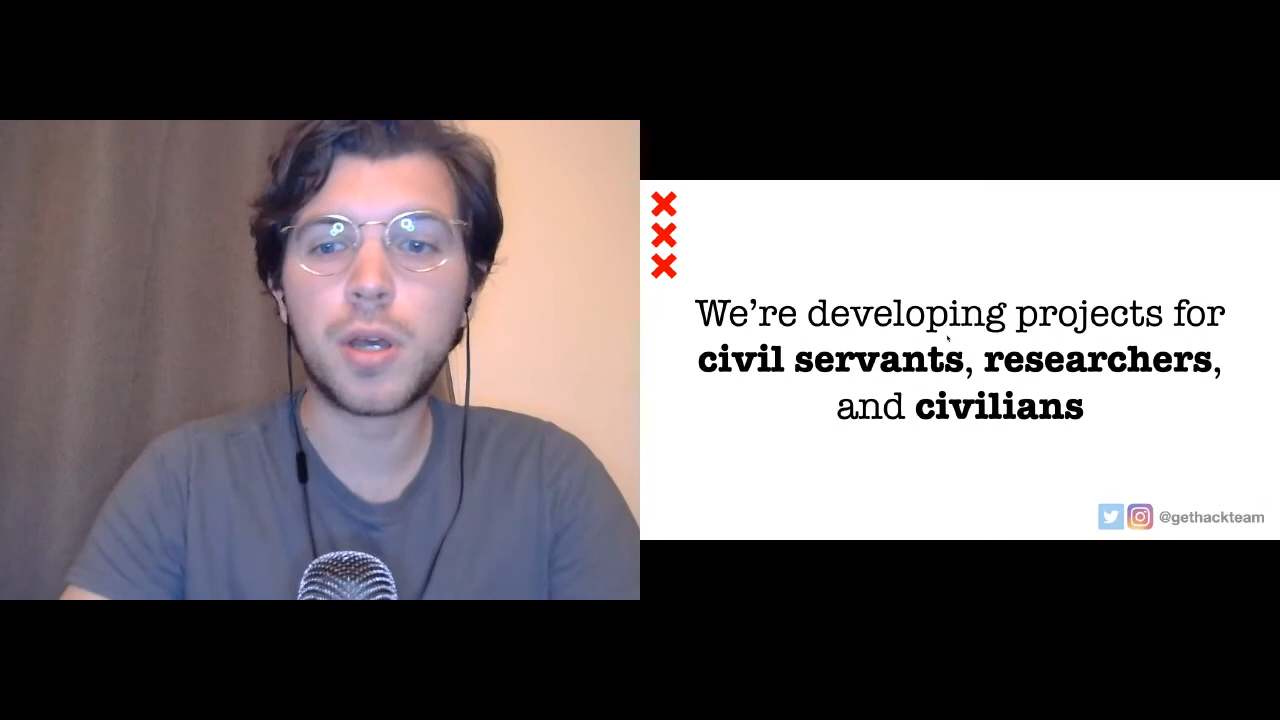 We're developing projects for
civil servants, researchers,
and civilians
@gethackteam